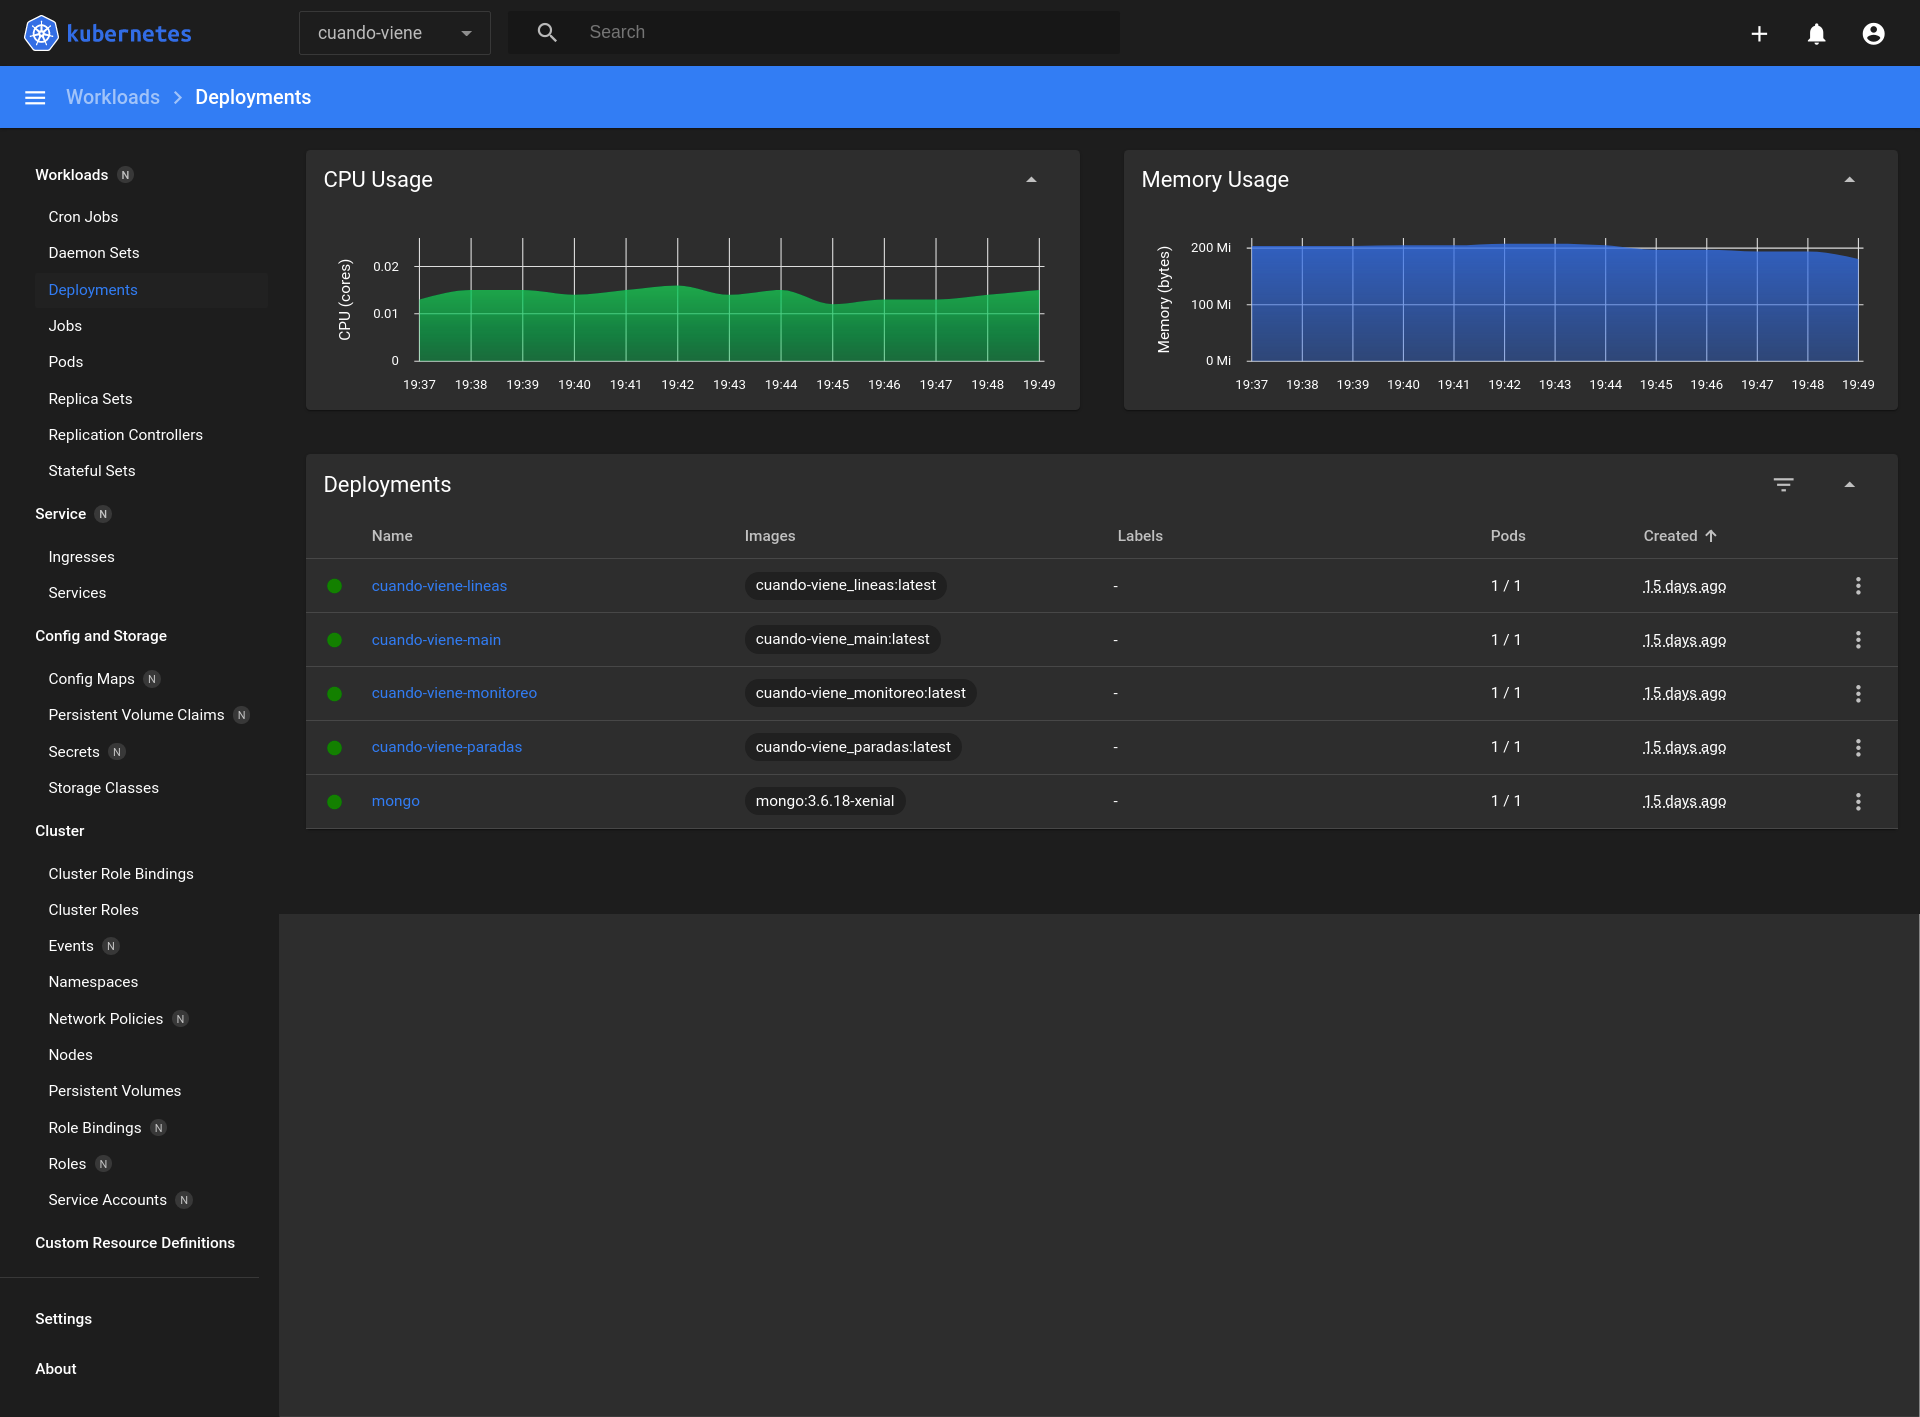 kubernetes
cuando-viene
Search
Workloads > Deployments
Workloads N
Cron Jobs
Daemon Sets
Deployments
Jobs
Pods
Replica Sets
Replication Controllers
Stateful Sets
Service N
Ingresses
Services
Config and Storage
Config Maps N
Persistent Volume Claims N
Secrets N
Storage Classes
Cluster
Cluster Role Bindings
Cluster Roles
Events N
Namespaces
Network Policies N
Nodes
Persistent Volumes
Role Bindings N
Roles N
Service Accounts N
Custom Resource Definitions
Settings
About
CPU Usage
CPU (cores)
0.02
0.01
0
19:37 19:38 19:39 19:40 19:41 19:42 19:43 19:44 19:45 19:46 19:47 19:48 19:49
Memory Usage
Memory (bytes)
200 Mi
100 Mi
0 Mi
19:37 19:38 19:39 19:40 19:41 19:42 19:43 19:44 19:45 19:46 19:47 19:48 19:49
Deployments
Name Images Labels Pods Created
cuando-viene-lineas cuando-viene_lineas:latest - 1 / 1 15 days ago
cuando-viene-main cuando-viene_main:latest - 1 / 1 15 days ago
cuando-viene-monitoreo cuando-viene_monitoreo:latest - 1 / 1 15 days ago
cuando-viene-paradas cuando-viene_paradas:latest - 1 / 1 15 days ago
mongo mongo:3.6.18-xenial - 1 / 1 15 days ago